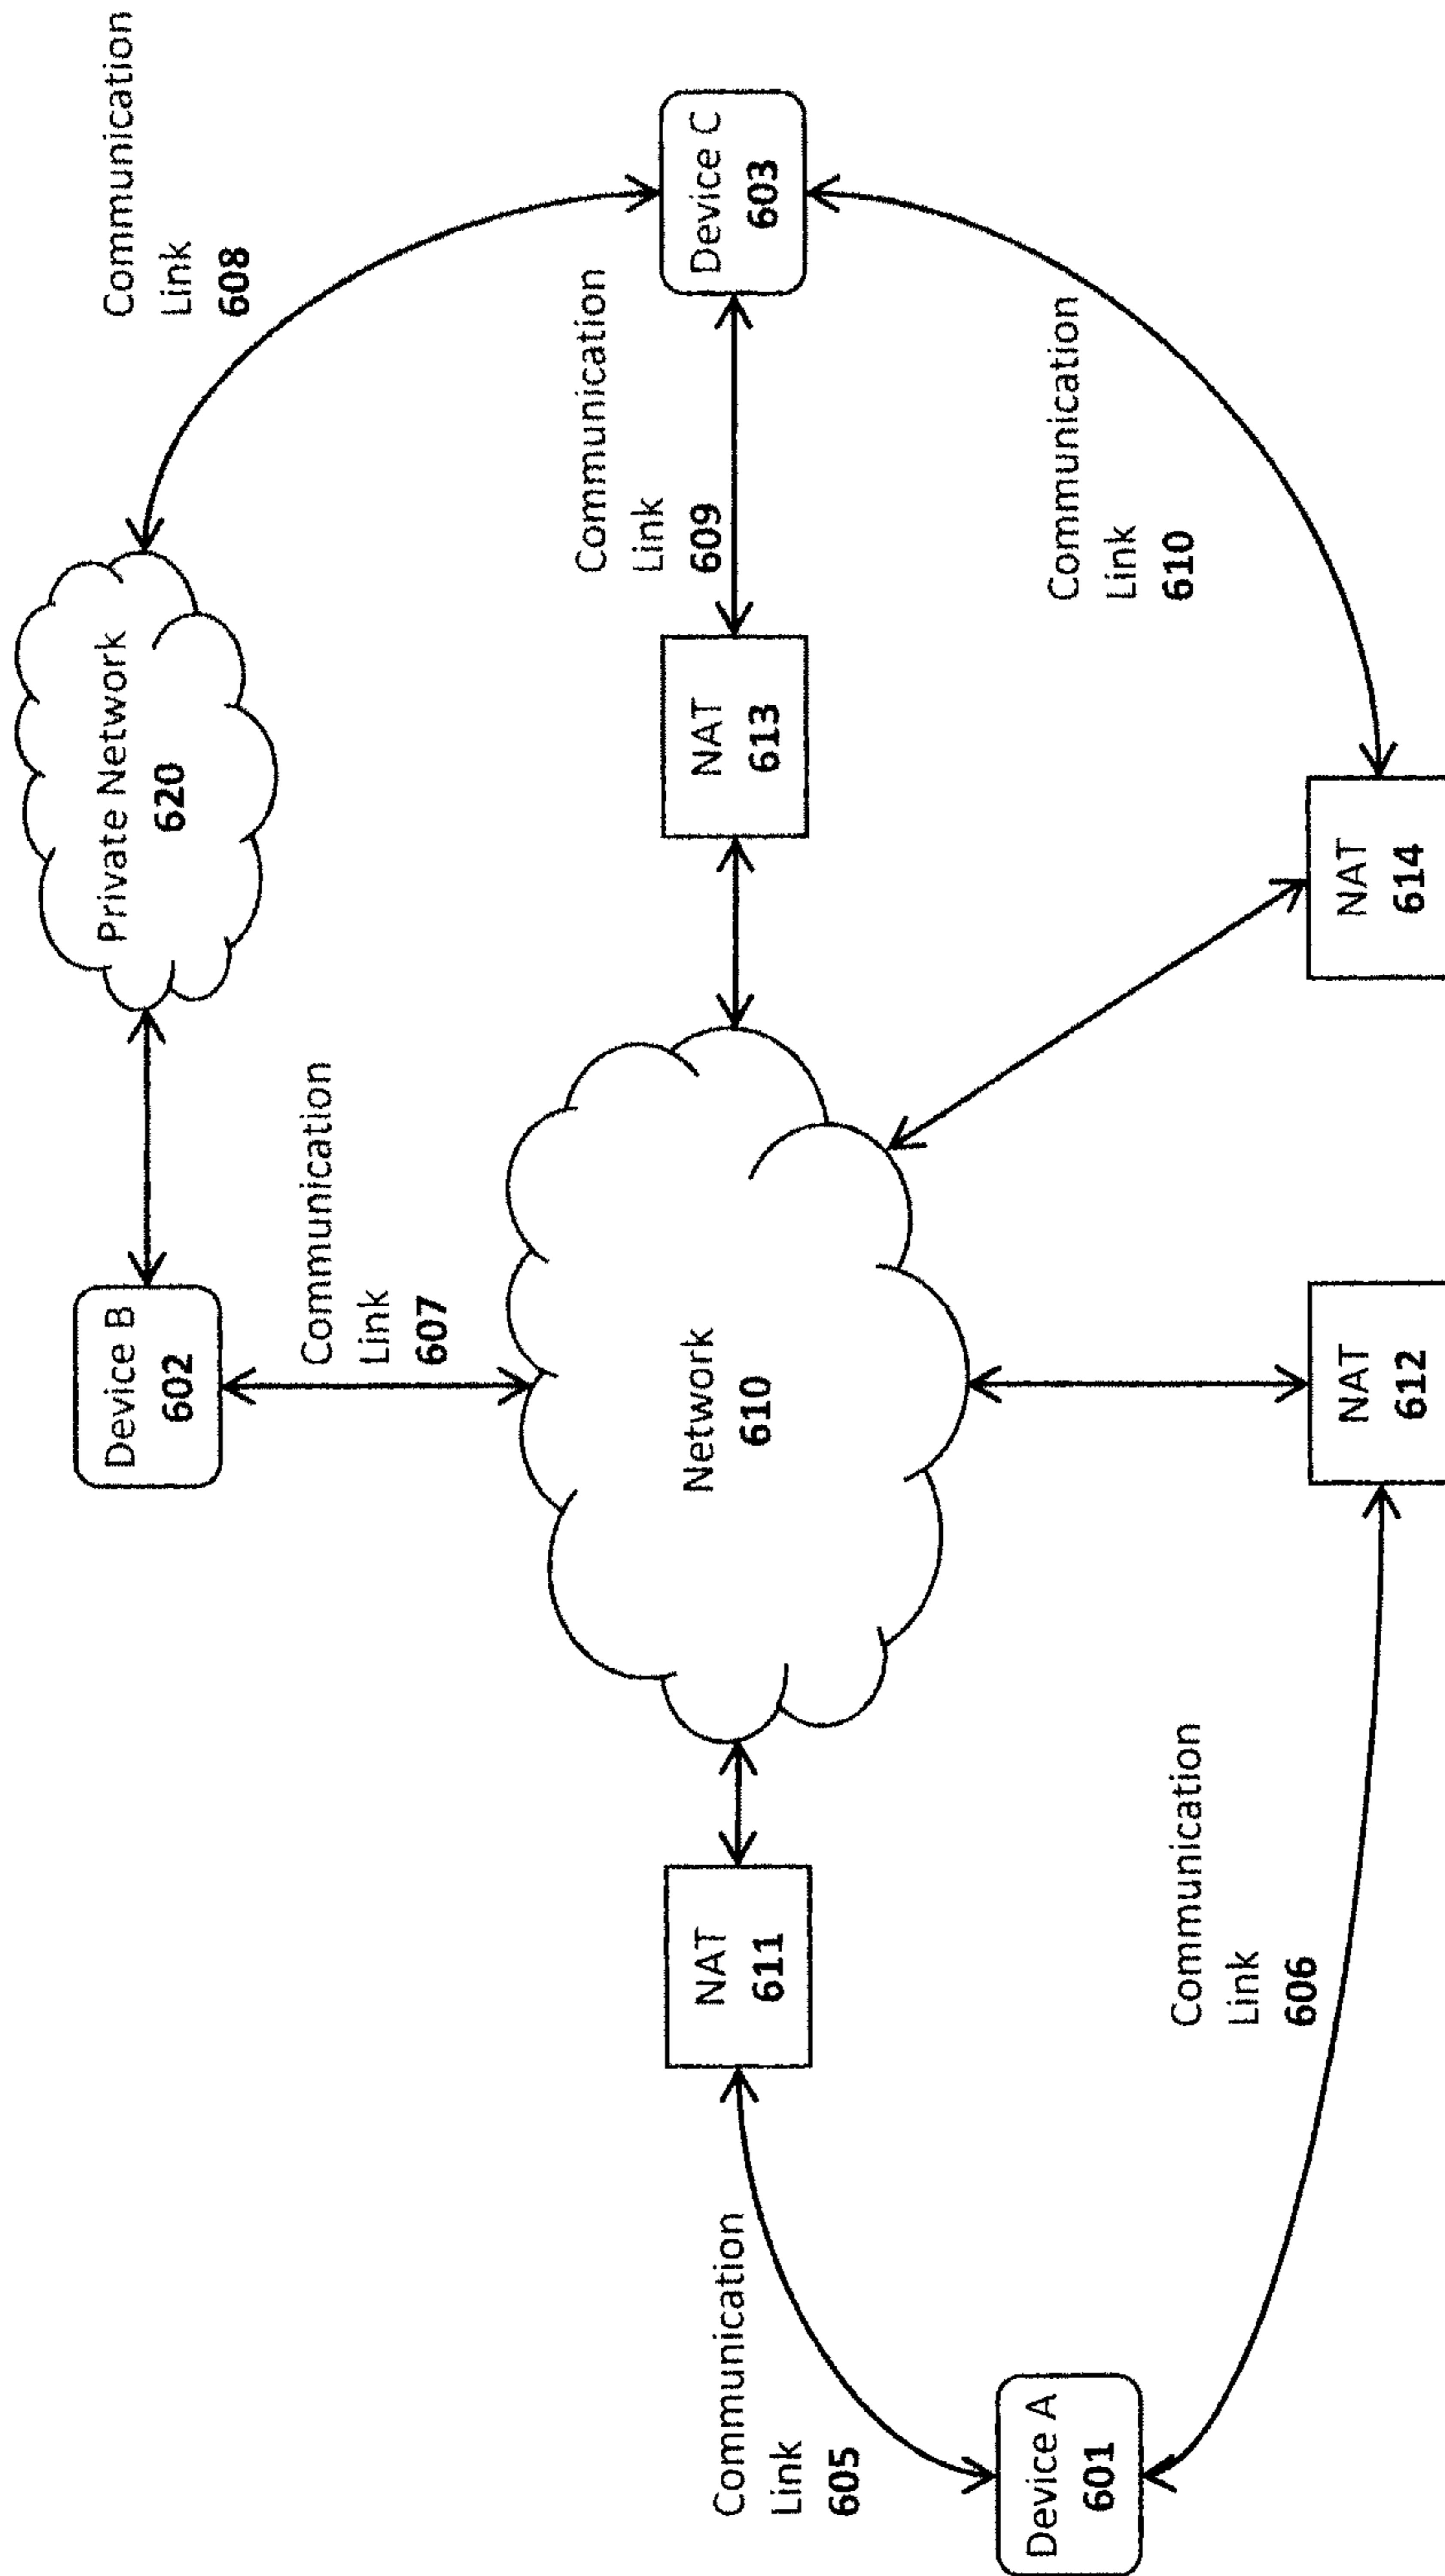 Device B
602
Private Network
620
Communication
Link
608
Communication
Link
607
Communication
Link
605
NAT
611
Network
610
NAT
613
Communication
Link
609
Device C
603
Device A
601
Communication
Link
606
NAT
612
NAT
614
Communication
Link
610